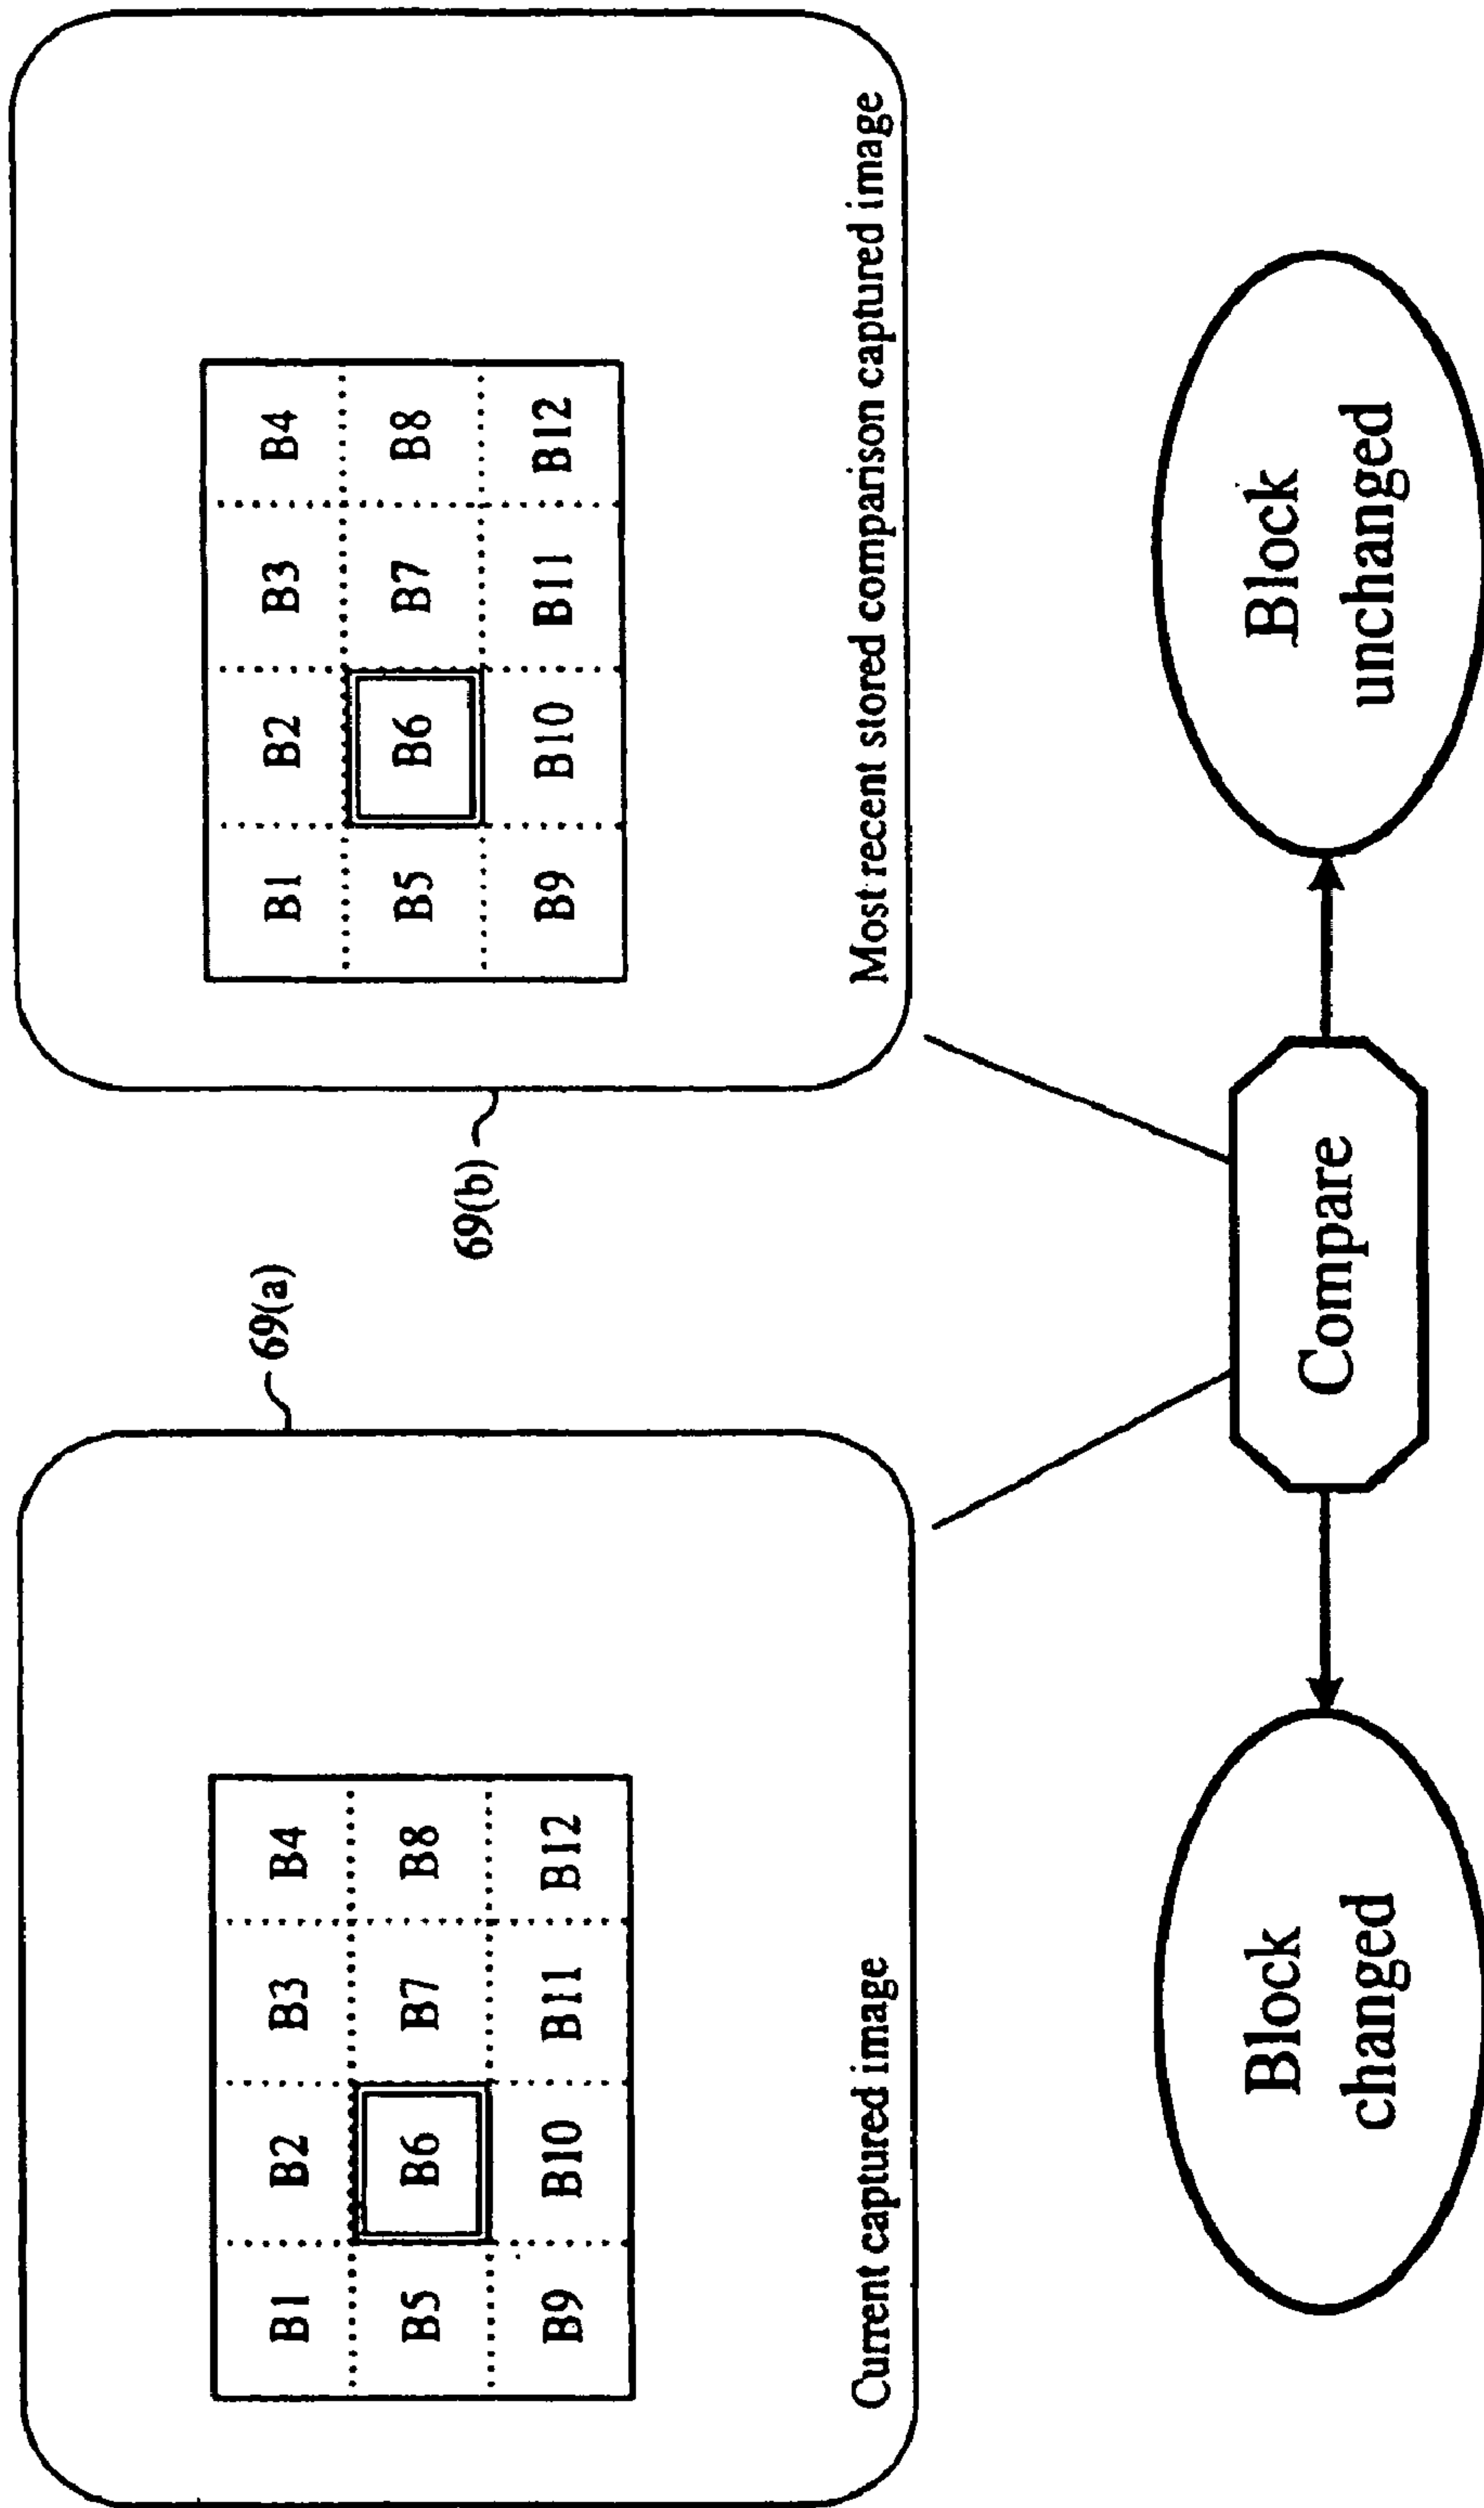 69(a)
B1 B2 B3 B4
B5 B6 B7 B8
B9 B10 B11 B12
Current captured image
69(b)
B1 B2 B3 B4
B5 B6 B7 B8
B9 B10 B11 B12
Most recent stored comparison captured image
Block
changed
Compare
Block
unchanged